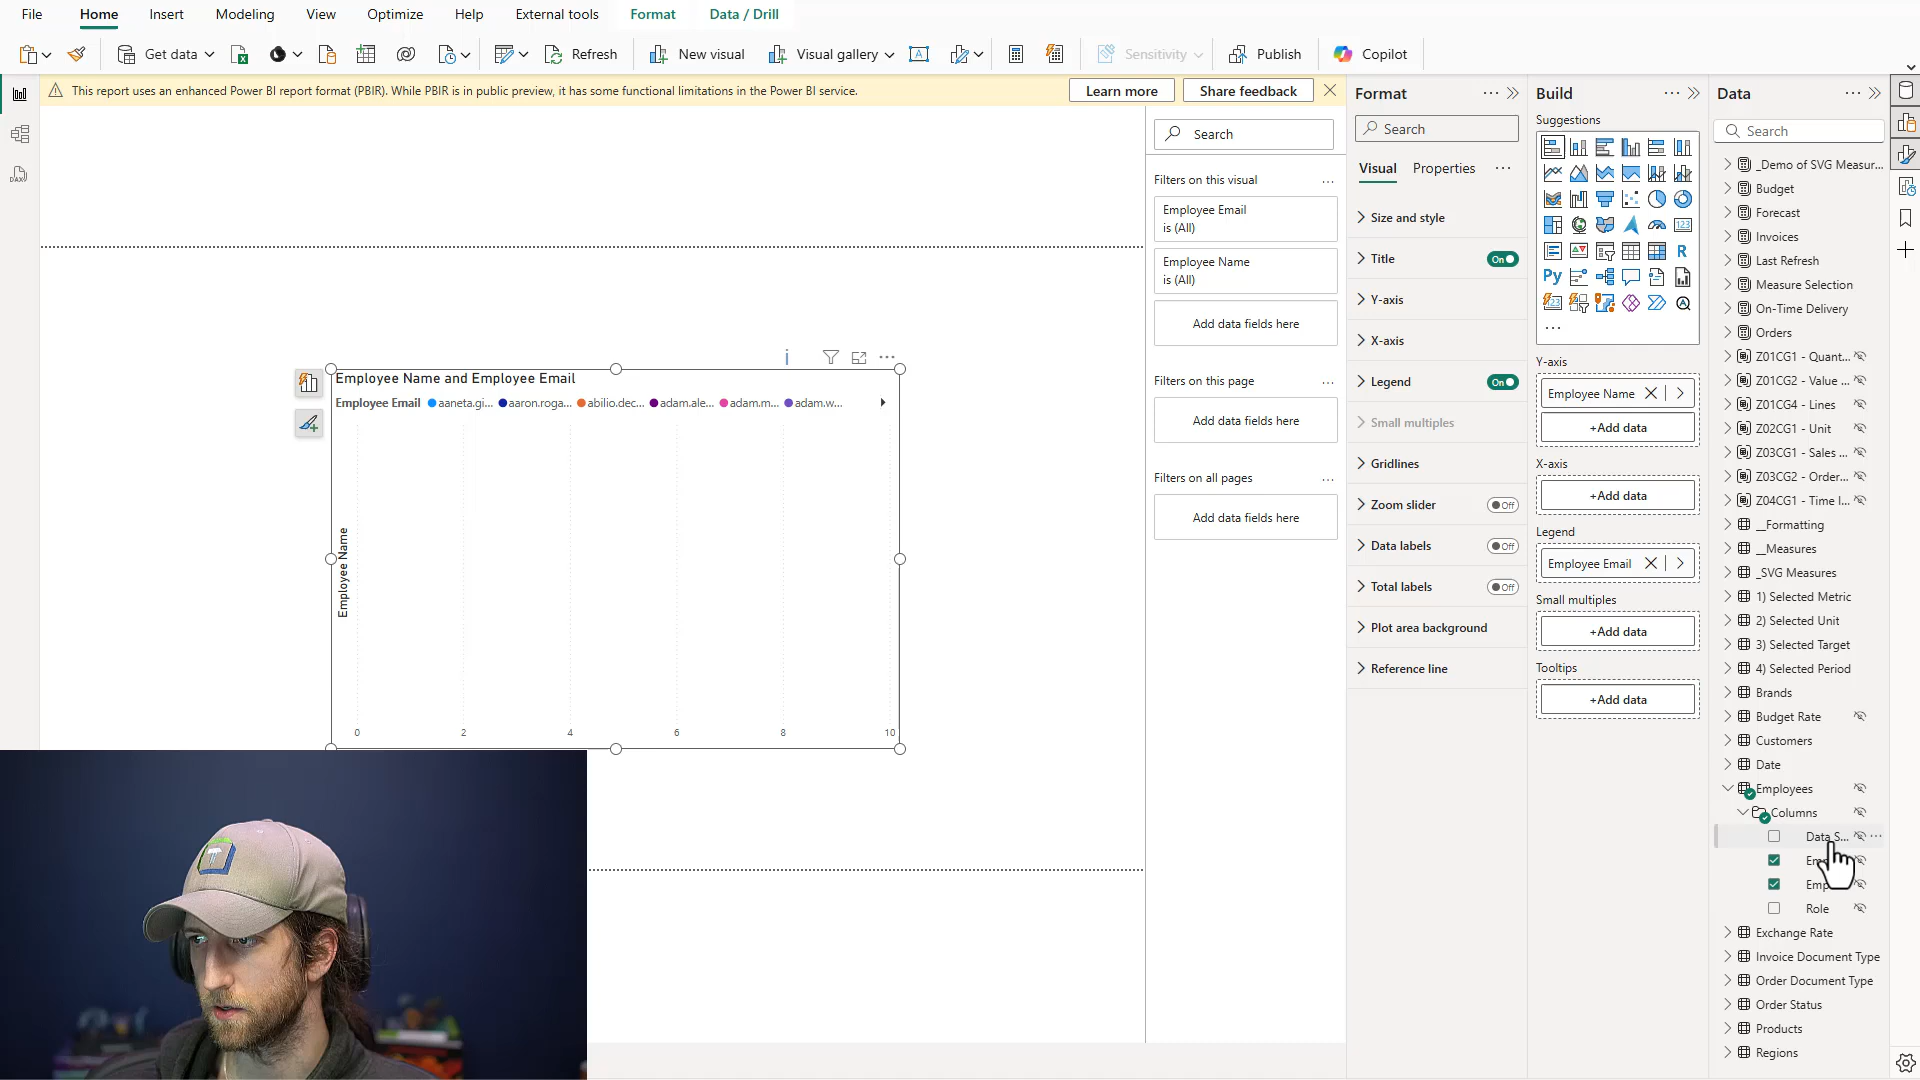 File Home Insert Modeling View Optimize Help External tools Format Data / Drill
Get data Refresh New visual Visual gallery Sensitivity Publish Copilot
This report uses an enhanced Power BI report format (PBIR). While PBIR is in public preview, it has some functional limitations in the Power BI service.
Learn more
Share feedback
Employee Name and Employee Email
Employee Email aaneta.gi... aaron.roga... abilio.dec... adam.ale... adam.m... adam.w...
Employee Name
0 2 4 6 8 10
Search
Filters on this visual ...
Employee Email
is (All)
Employee Name
is (All)
Add data fields here
Filters on this page ...
Add data fields here
Filters on all pages ...
Add data fields here
Format
Search
Visual Properties ...
Size and style
Title On
Y-axis
X-axis
Legend On
Small multiples
Gridlines
Zoom slider Off
Data labels Off
Total labels Off
Plot area background
Reference line
Build
Suggestions
123
R
Py
123
...
Y-axis
Employee Name
+Add data
X-axis
+Add data
Legend
Employee Email
Small multiples
+Add data
Tooltips
+Add data
Data
Search
_Demo of SVG Measur...
Budget
Forecast
Invoices
Last Refresh
Measure Selection
On-Time Delivery
Orders
Z01CG1 - Quant...
Z01CG2 - Value ...
Z01CG4 - Lines
Z02CG1 - Unit
Z03CG1 - Sales ...
Z03CG2 - Order...
Z04CG1 - Time I...
__Formatting
__Measures
_SVG Measures
1) Selected Metric
2) Selected Unit
3) Selected Target
4) Selected Period
Brands
Budget Rate
Customers
Date
Employees
Columns
Data S...
Role
Exchange Rate
Invoice Document Type
Order Document Type
Order Status
Products
Regions
DAX